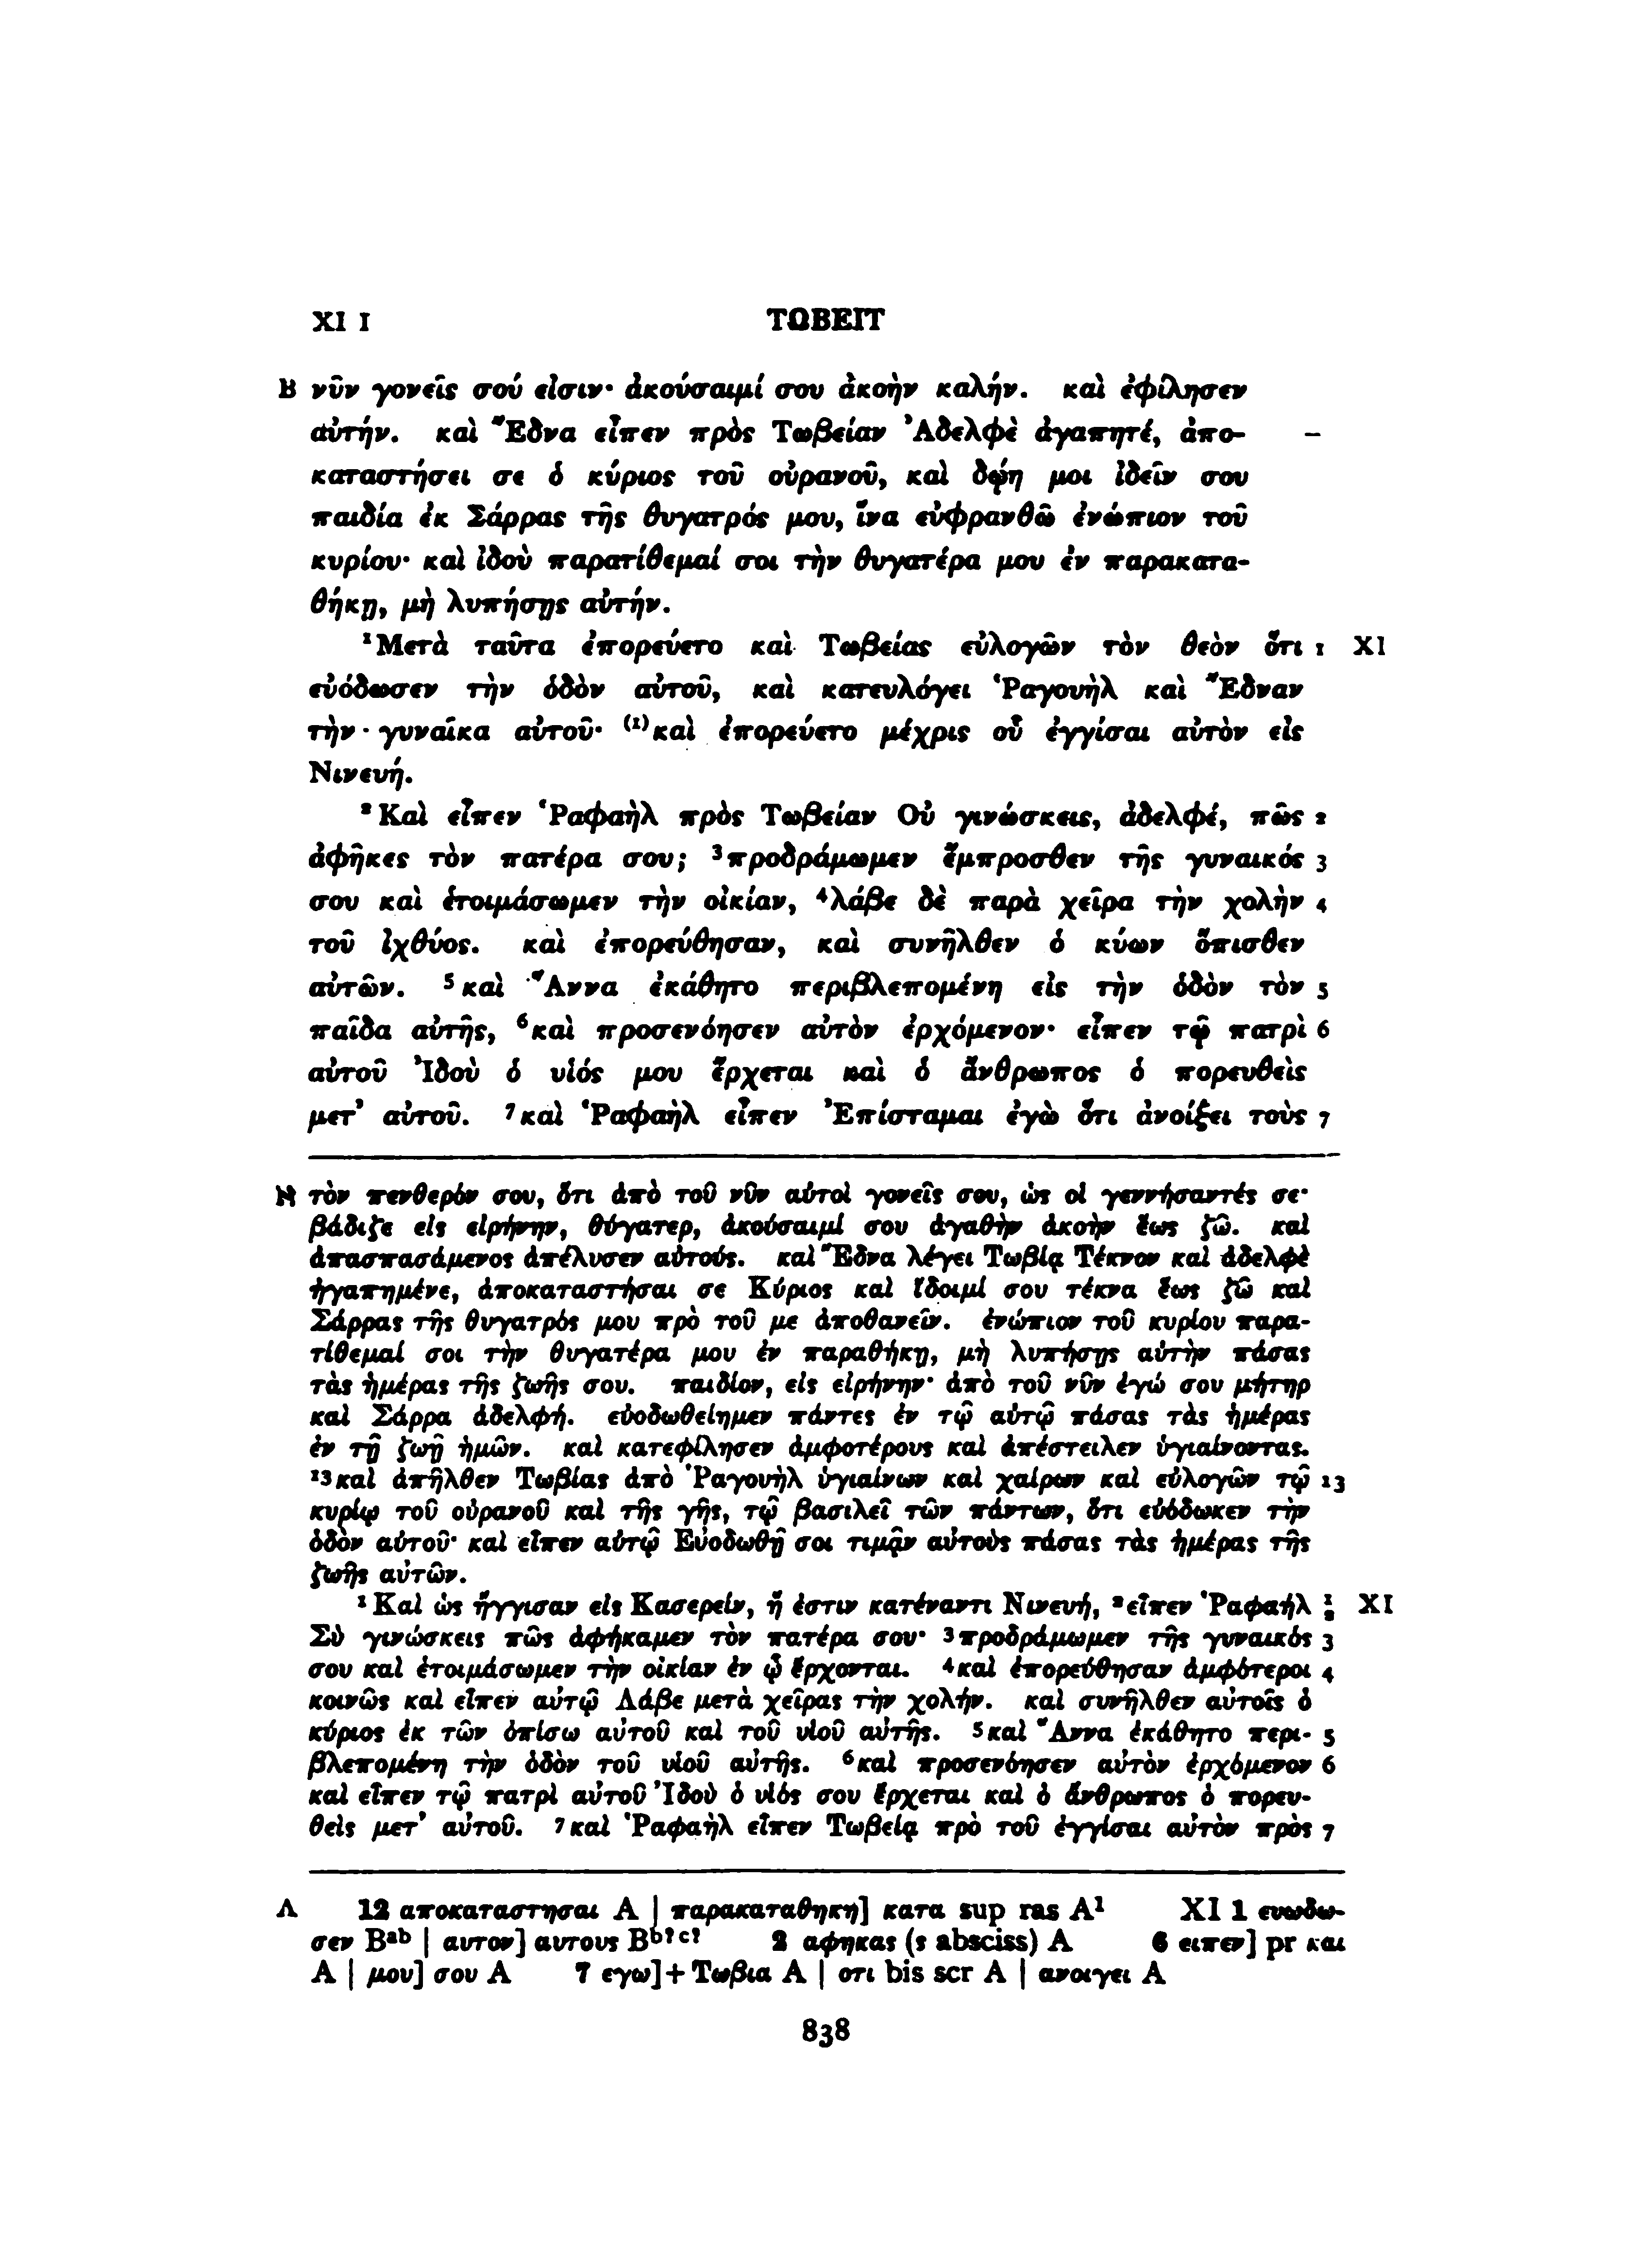 XI 1 ΤΩΒΕΙΤ
B νῦν γονεῖς σού εἰσιν· ἀκούσαιμί σου ἀκοὴν καλήν. καὶ ἐφίλησεν
αὐτήν. καὶ Ἔδνα εἶπεν πρὸς Τωβείαν Ἀδελφὲ ἀγαπητέ, ἀπο-
καταστήσει σε ὁ κύριος τοῦ οὐρανοῦ, καὶ δῴη μοι ἰδεῖν σου
παιδία ἐκ Σάρρας τῆς θυγατρός μου, ἵνα εὐφρανθῶ ἐνώπιον τοῦ
κυρίου· καὶ ἰδοὺ παρατίθεμαί σοι τὴν θυγατέρα μου ἐν παρακατα-
θήκῃ, μὴ λυπήσῃς αὐτήν.
¹Μετὰ ταῦτα ἐπορεύετο καὶ Τωβείας εὐλογῶν τὸν θεὸν ὅτι 1 XI
εὐόδωσεν τὴν ὁδὸν αὐτοῦ, καὶ κατευλόγει Ῥαγουὴλ καὶ Ἔδναν
τὴν γυναῖκα αὐτοῦ· ⁽¹⁾καὶ ἐπορεύετο μέχρις οὗ ἐγγίσαι αὐτὸν εἰς
Νινευή.
²Καὶ εἶπεν Ῥαφαὴλ πρὸς Τωβείαν Οὐ γινώσκεις, ἀδελφέ, πῶς 2
ἀφῆκες τὸν πατέρα σου; ³προδράμωμεν ἔμπροσθεν τῆς γυναικός 3
σου καὶ ἑτοιμάσωμεν τὴν οἰκίαν, ⁴λάβε δὲ παρὰ χεῖρα τὴν χολὴν 4
τοῦ ἰχθύος. καὶ ἐπορεύθησαν, καὶ συνῆλθεν ὁ κύων ὄπισθεν
αὐτῶν. ⁵καὶ Ἄννα ἐκάθητο περιβλεπομένη εἰς τὴν ὁδὸν τὸν 5
παῖδα αὐτῆς, ⁶καὶ προσενόησεν αὐτὸν ἐρχόμενον· εἶπεν τῷ πατρὶ 6
αὐτοῦ Ἰδοὺ ὁ υἱός μου ἔρχεται καὶ ὁ ἄνθρωπος ὁ πορευθεὶς
μετ’ αὐτοῦ. ⁷καὶ Ῥαφαὴλ εἶπεν Ἐπίσταμαι ἐγὼ ὅτι ἀνοίξει τοὺς 7
א τὸν πενθερόν σου, ὅτι ἀπὸ τοῦ νῦν αὐτοὶ γονεῖς σου, ὡς οἱ γεννήσαντές σε·
βάδιζε εἰς εἰρήνην, θύγατερ, ἀκούσαιμί σου ἀγαθὴν ἀκοὴν ἕως ζῶ. καὶ
ἀπασπασάμενος ἀπέλυσεν αὐτούς. καὶ Ἔδνα λέγει Τωβίᾳ Τέκνον καὶ ἀδελφὲ
ἠγαπημένε, ἀποκαταστήσαι σε Κύριος καὶ ἴδοιμί σου τέκνα ἕως ζῶ καὶ
Σάρρας τῆς θυγατρός μου πρὸ τοῦ με ἀποθανεῖν. ἐνώπιον τοῦ κυρίου παρα-
τίθεμαί σοι τὴν θυγατέρα μου ἐν παραθήκῃ, μὴ λυπήσῃς αὐτὴν πάσας
τὰς ἡμέρας τῆς ζωῆς σου. παιδίον, εἰς εἰρήνην· ἀπὸ τοῦ νῦν ἐγώ σου μήτηρ
καὶ Σάρρα ἀδελφή. εὐοδωθείημεν πάντες ἐν τῷ αὐτῷ πάσας τὰς ἡμέρας
ἐν τῇ ζωῇ ἡμῶν. καὶ κατεφίλησεν ἀμφοτέρους καὶ ἀπέστειλεν ὑγιαίνοντας.
¹³καὶ ἀπῆλθεν Τωβίας ἀπὸ Ῥαγουὴλ ὑγιαίνων καὶ χαίρων καὶ εὐλογῶν τῷ 13
κυρίῳ τοῦ οὐρανοῦ καὶ τῆς γῆς, τῷ βασιλεῖ τῶν πάντων, ὅτι εὐόδωκεν τὴν
ὁδὸν αὐτοῦ· καὶ εἶπεν αὐτῷ Εὐοδωθῇ σοι τιμᾷν αὐτοὺς πάσας τὰς ἡμέρας τῆς
ζωῆς αὐτῶν.
¹Καὶ ὡς ἤγγισαν εἰς Κασερείν, ἥ ἐστιν κατέναντι Νινευή, ²εἶπεν Ῥαφαήλ 1 2 XI
Σὺ γινώσκεις πῶς ἀφήκαμεν τὸν πατέρα σου· ³προδράμωμεν τῆς γυναικός 3
σου καὶ ἑτοιμάσωμεν τὴν οἰκίαν ἐν ᾧ ἔρχονται. ⁴καὶ ἐπορεύθησαν ἀμφότεροι 4
κοινῶς καὶ εἶπεν αὐτῷ Λάβε μετὰ χεῖρας τὴν χολήν. καὶ συνῆλθεν αὐτοῖς ὁ
κύριος ἐκ τῶν ὀπίσω αὐτοῦ καὶ τοῦ υἱοῦ αὐτῆς. ⁵καὶ Ἄννα ἐκάθητο περι- 5
βλεπομένη τὴν ὁδὸν τοῦ υἱοῦ αὐτῆς. ⁶καὶ προσενόησεν αὐτὸν ἐρχόμενον 6
καὶ εἶπεν τῷ πατρὶ αὐτοῦ Ἰδοὺ ὁ υἱός σου ἔρχεται καὶ ὁ ἄνθρωπος ὁ πορευ-
θεὶς μετ’ αὐτοῦ. ⁷καὶ Ῥαφαὴλ εἶπεν Τωβείᾳ πρὸ τοῦ ἐγγίσαι αὐτὸν πρὸς 7
A 12 αποκαταστησαι A | παρακαταθηκη] κατα sup ras A¹ XI 1 ευωδω-
σεν Bᵃᵇ | αυτον] αυτους Bᵇ?ᶜ? 2 αφηκας (ς absciss) A 6 ειπεν] pr και
A | μου] σου A 7 εγω]+Τωβια A | οτι bis scr A | ανοιγει A
838